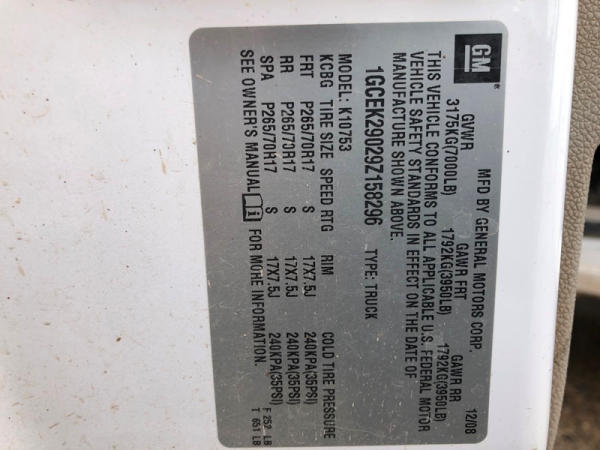 GM
®
MFD BY GENERAL MOTORS CORP. 12/08
GVWR GAWR FRT GAWR RR
3175KG(7000LB) 1792KG(3950LB) 1792KG(3950LB)
THIS VEHICLE CONFORMS TO ALL APPLICABLE U.S. FEDERAL MOTOR
VEHICLE SAFETY STANDARDS IN EFFECT ON THE DATE OF
MANUFACTURE SHOWN ABOVE.
1GCEK29029Z158296 TYPE: TRUCK
MODEL: K10753
KCBG TIRE SIZE SPEED RTG RIM COLD TIRE PRESSURE
FRT P265/70R17 S 17X7.5J 240KPA(35PSI)
RR P265/70R17 S 17X7.5J 240KPA(35PSI)
SPA P265/70R17 S 17X7.5J 240KPA(35PSI)
SEE OWNER'S MANUAL FOR MORE INFORMATION.
F 252 LB
T 651 LB